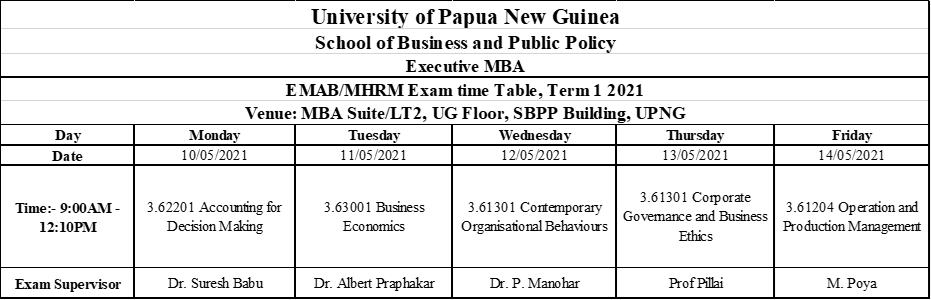 University of Papua New Guinea
School of Business and Public Policy
Executive MBA
EMAB/MHRM Exam time Table, Term 1 2021
Venue: MBA Suite/LT2, UG Floor, SBPP Building, UPNG
Day Monday Tuesday Wednesday Thursday Friday
Date 10/05/2021 11/05/2021 12/05/2021 13/05/2021 14/05/2021
Time:- 9:00AM -
12:10PM
3.62201 Accounting for
Decision Making
3.63001 Business
Economics
3.61301 Contemporary
Organisational Behaviours
3.61301 Corporate
Governance and Business
Ethics
3.61204 Operation and
Production Management
Exam Supervisor Dr. Suresh Babu Dr. Albert Praphakar Dr. P. Manohar Prof Pillai M. Poya